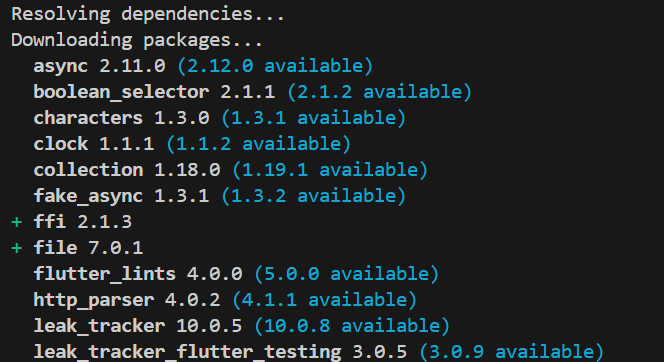 Resolving dependencies...
Downloading packages...
async 2.11.0 (2.12.0 available)
boolean_selector 2.1.1 (2.1.2 available)
characters 1.3.0 (1.3.1 available)
clock 1.1.1 (1.1.2 available)
collection 1.18.0 (1.19.1 available)
fake_async 1.3.1 (1.3.2 available)
+ ffi 2.1.3
+ file 7.0.1
flutter_lints 4.0.0 (5.0.0 available)
http_parser 4.0.2 (4.1.1 available)
leak_tracker 10.0.5 (10.0.8 available)
leak_tracker_flutter_testing 3.0.5 (3.0.9 available)